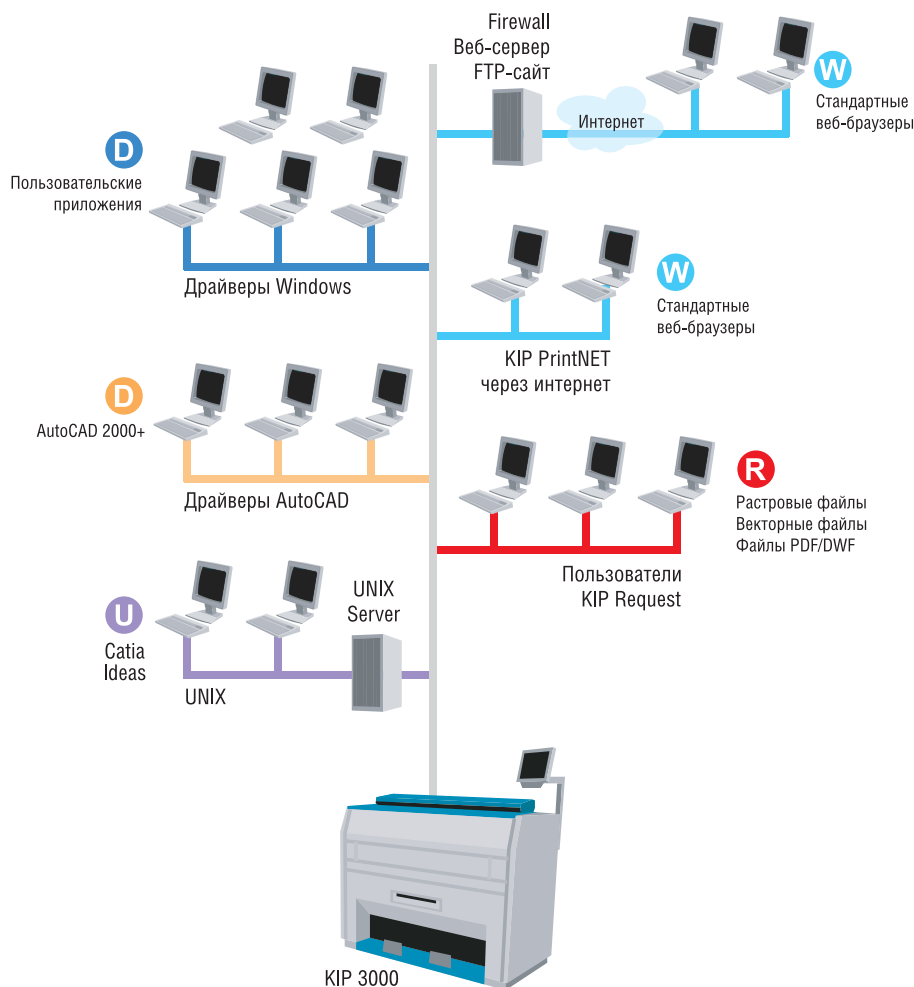 Firewall
Веб-сервер
FTP-сайт
Интернет
W
Стандартные
веб-браузеры
D
Пользовательские
приложения
Драйверы Windows
W
Стандартные
веб-браузеры
KIP PrintNET
через интернет
D
AutoCAD 2000+
Драйверы AutoCAD
R
Растровые файлы
Векторные файлы
Файлы PDF/DWF
Пользователи
KIP Request
U
Catia
Ideas
UNIX
UNIX
Server
KIP 3000